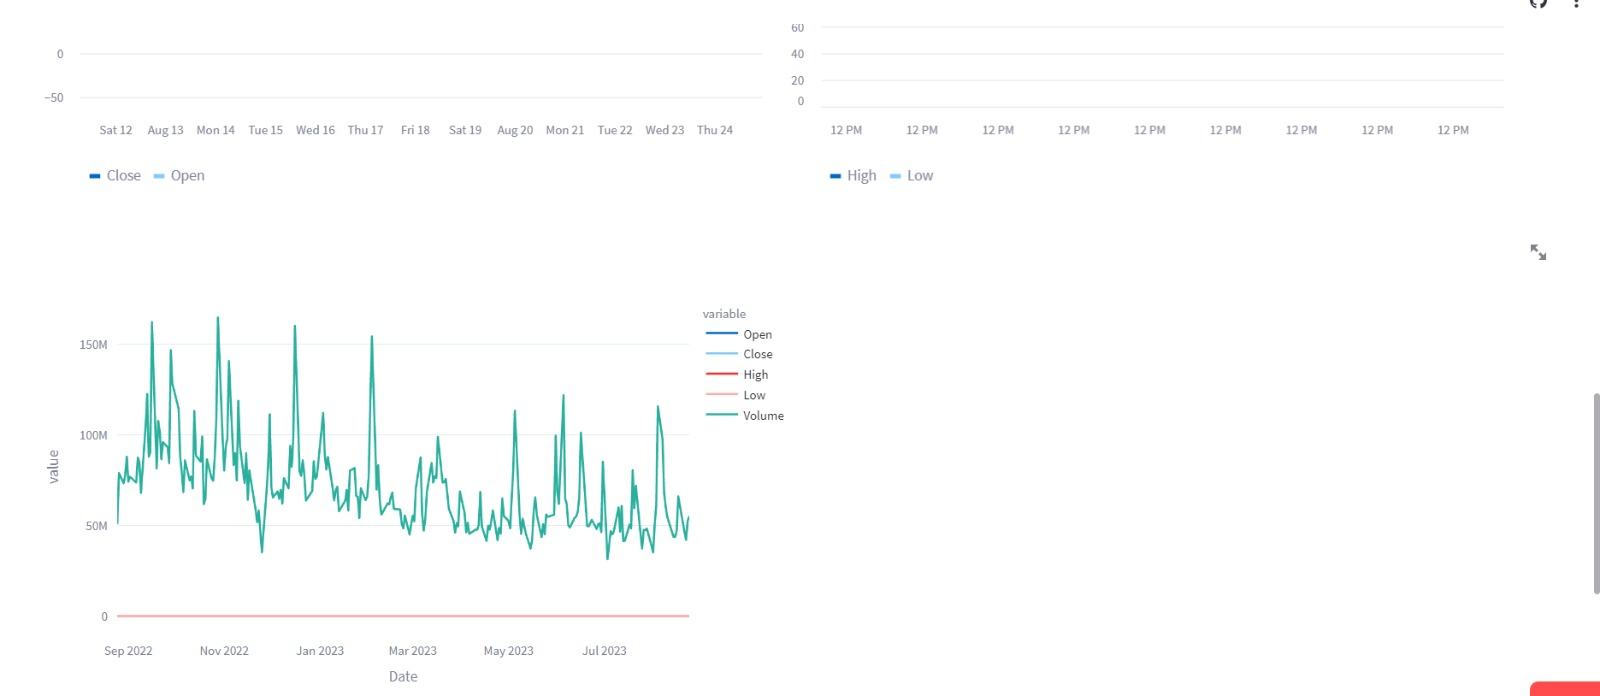 60
0
40
−50
20
0
Sat 12 Aug 13 Mon 14 Tue 15 Wed 16 Thu 17 Fri 18 Sat 19 Aug 20 Mon 21 Tue 22 Wed 23 Thu 24
12 PM 12 PM 12 PM 12 PM 12 PM 12 PM 12 PM 12 PM 12 PM
Close Open
High Low
variable
Open
Close
High
Low
Volume
150M
100M
50M
0
value
Sep 2022 Nov 2022 Jan 2023 Mar 2023 May 2023 Jul 2023
Date